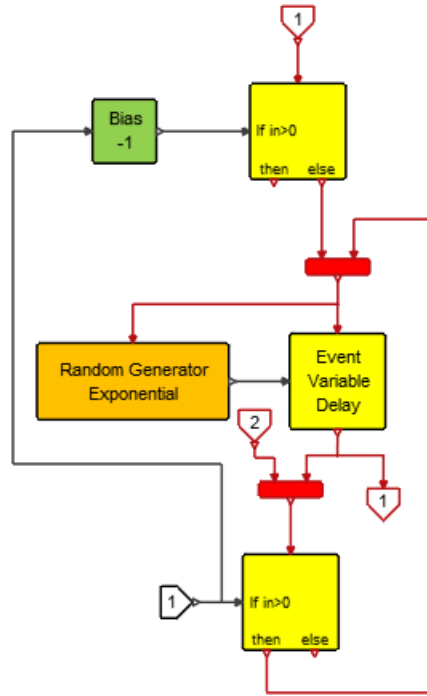 1
Bias
-1
If in>0
then else
Random Generator
Exponential
Event
Variable
Delay
2
1
1
If in>0
then else